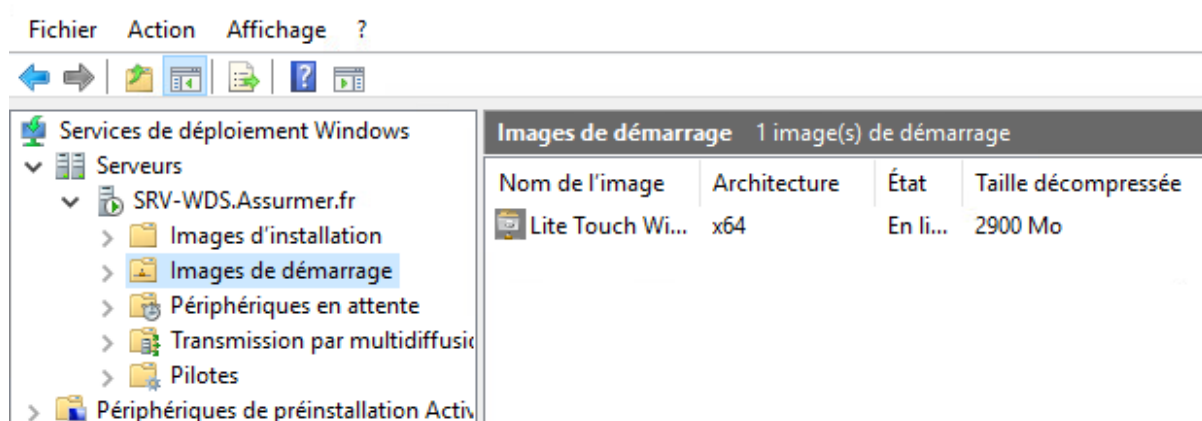 Fichier Action Affichage ?
Services de déploiement Windows
Serveurs
SRV-WDS.Assurmer.fr
Images d'installation
Images de démarrage
Périphériques en attente
Transmission par multidiffusio
Pilotes
Périphériques de préinstallation Activ
Images de démarrage 1 image(s) de démarrage
Nom de l'image Architecture État Taille décompressée
Lite Touch Wi... x64 En li... 2900 Mo